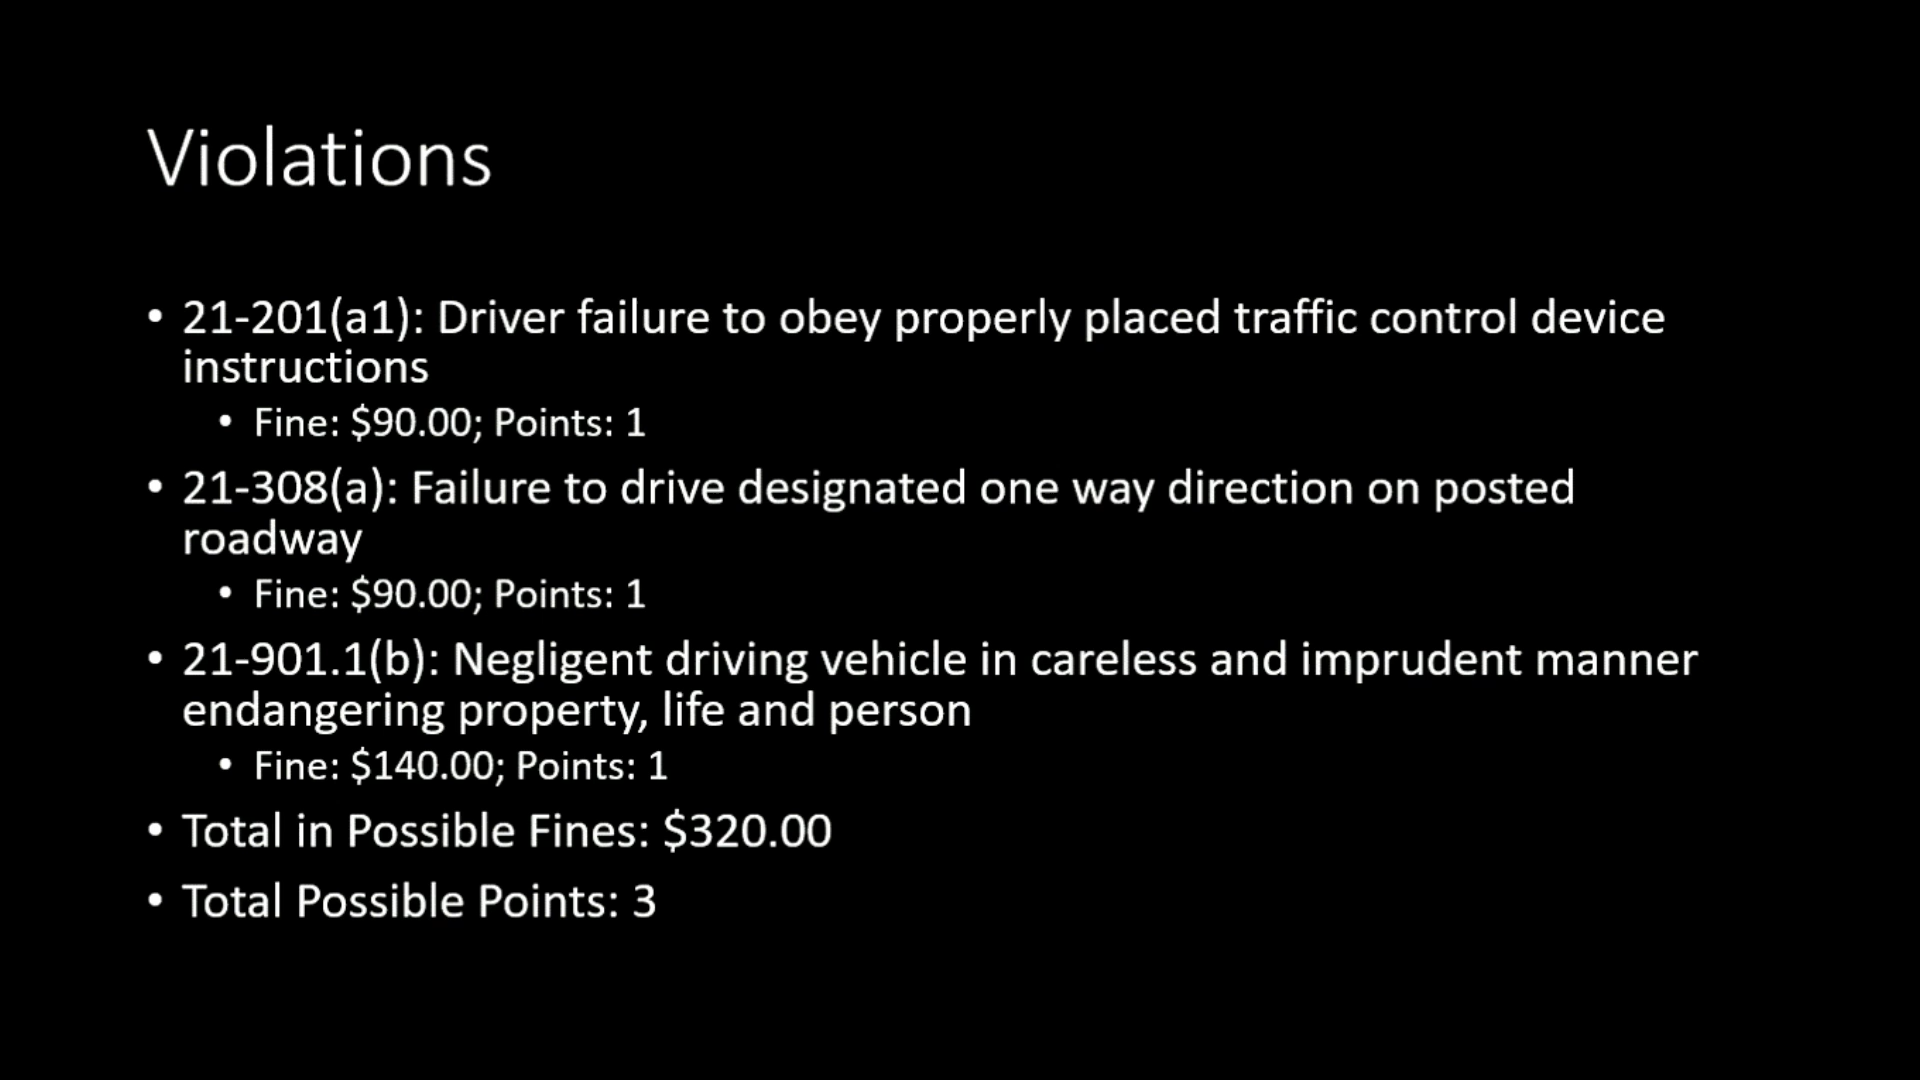 Violations
• 21-201(a1): Driver failure to obey properly placed traffic control device
instructions
• Fine: $90.00; Points: 1
• 21-308(a): Failure to drive designated one way direction on posted
roadway
• Fine: $90.00; Points: 1
• 21-901.1(b): Negligent driving vehicle in careless and imprudent manner
endangering property, life and person
• Fine: $140.00; Points: 1
• Total in Possible Fines: $320.00
• Total Possible Points: 3